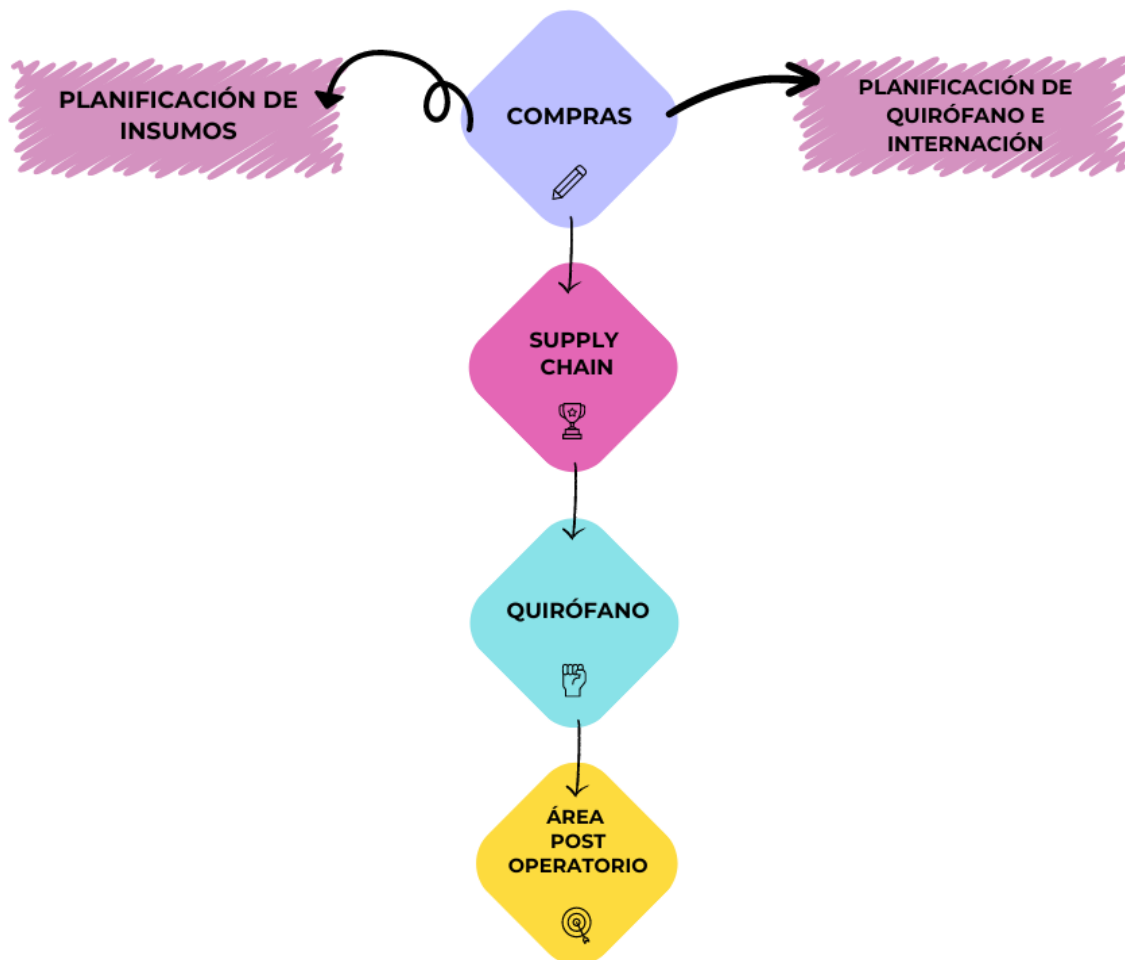 PLANIFICACIÓN DE
INSUMOS
COMPRAS
PLANIFICACIÓN DE
QUIRÓFANO E
INTERNACIÓN
SUPPLY
CHAIN
QUIRÓFANO
ÁREA
POST
OPERATORIO